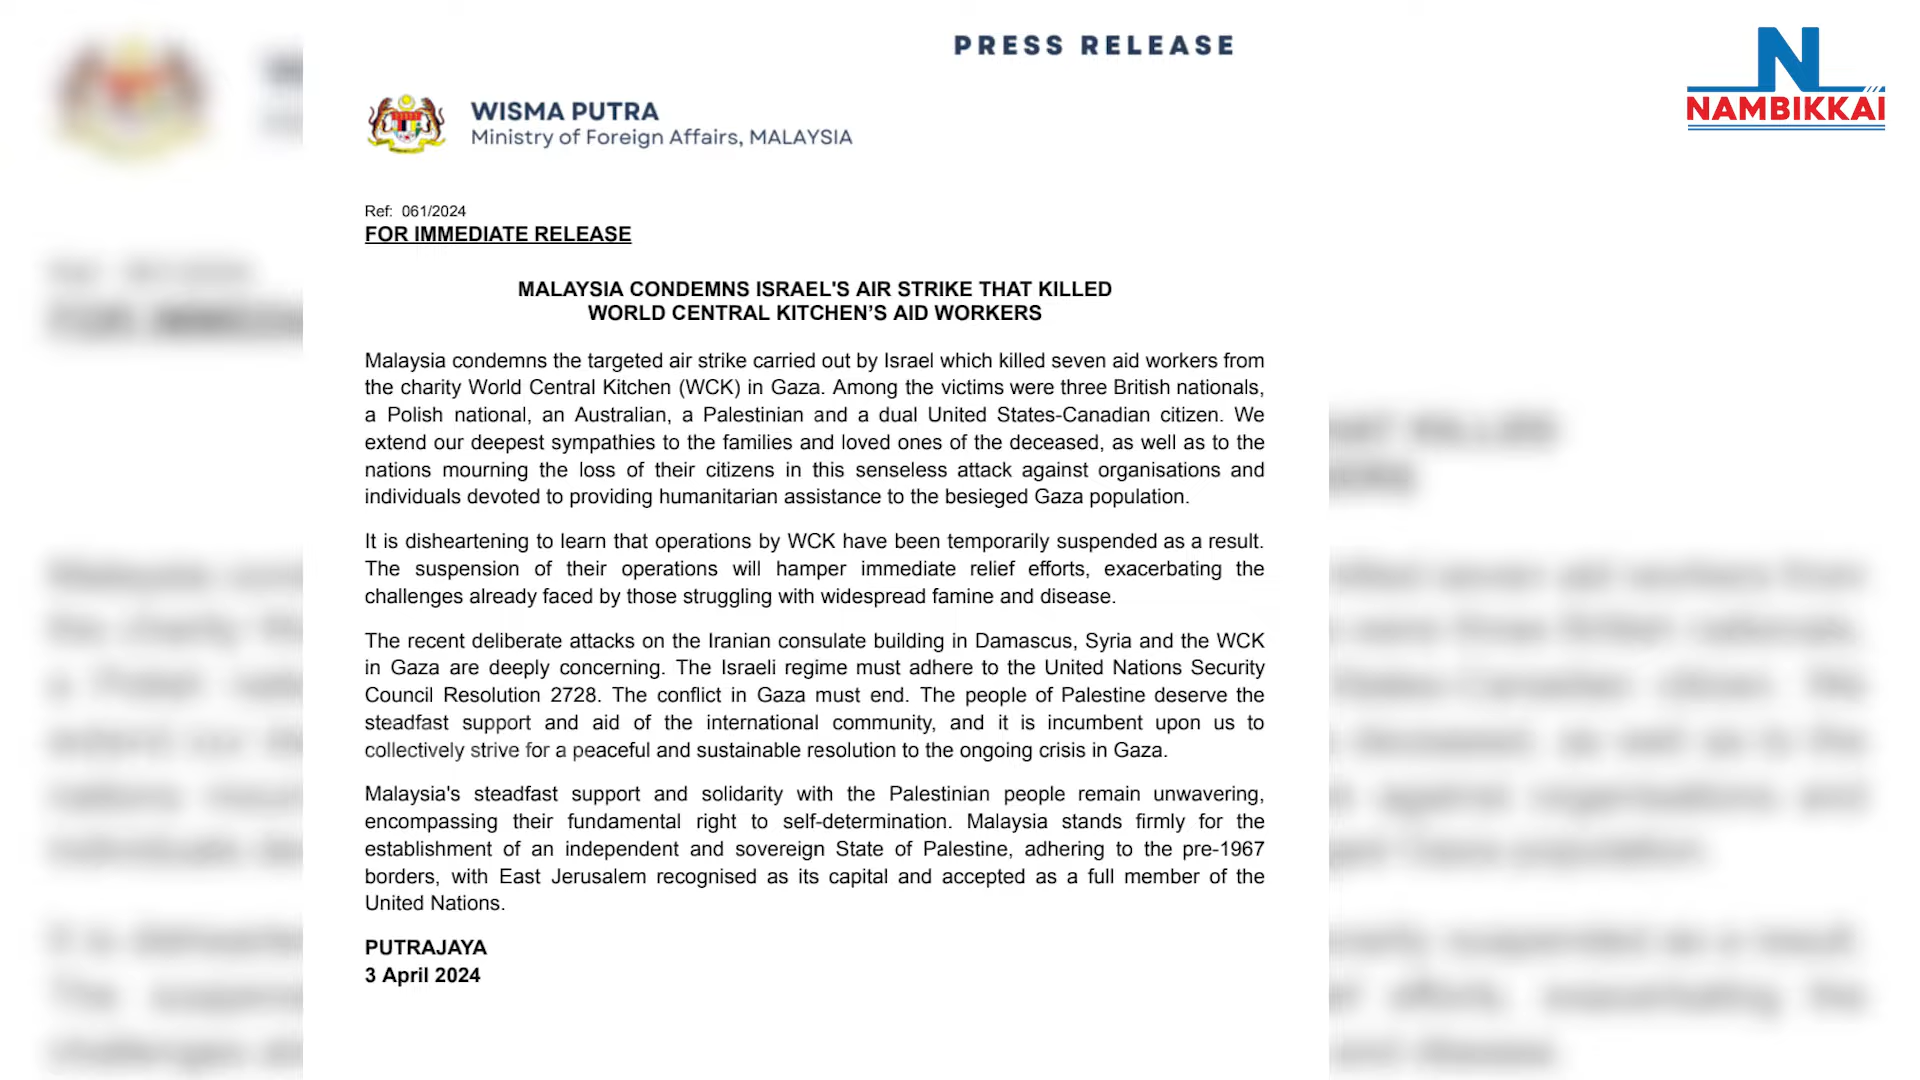 PRESS RELEASE
N
NAMBIKKAI
WISMA PUTRA
Ministry of Foreign Affairs, MALAYSIA
Ref: 061/2024
FOR IMMEDIATE RELEASE
MALAYSIA CONDEMNS ISRAEL'S AIR STRIKE THAT KILLED
WORLD CENTRAL KITCHEN’S AID WORKERS
Malaysia condemns the targeted air strike carried out by Israel which killed seven aid workers from
the charity World Central Kitchen (WCK) in Gaza. Among the victims were three British nationals,
a Polish national, an Australian, a Palestinian and a dual United States-Canadian citizen. We
extend our deepest sympathies to the families and loved ones of the deceased, as well as to the
nations mourning the loss of their citizens in this senseless attack against organisations and
individuals devoted to providing humanitarian assistance to the besieged Gaza population.
It is disheartening to learn that operations by WCK have been temporarily suspended as a result.
The suspension of their operations will hamper immediate relief efforts, exacerbating the
challenges already faced by those struggling with widespread famine and disease.
The recent deliberate attacks on the Iranian consulate building in Damascus, Syria and the WCK
in Gaza are deeply concerning. The Israeli regime must adhere to the United Nations Security
Council Resolution 2728. The conflict in Gaza must end. The people of Palestine deserve the
steadfast support and aid of the international community, and it is incumbent upon us to
collectively strive for a peaceful and sustainable resolution to the ongoing crisis in Gaza.
Malaysia's steadfast support and solidarity with the Palestinian people remain unwavering,
encompassing their fundamental right to self-determination. Malaysia stands firmly for the
establishment of an independent and sovereign State of Palestine, adhering to the pre-1967
borders, with East Jerusalem recognised as its capital and accepted as a full member of the
United Nations.
PUTRAJAYA
3 April 2024